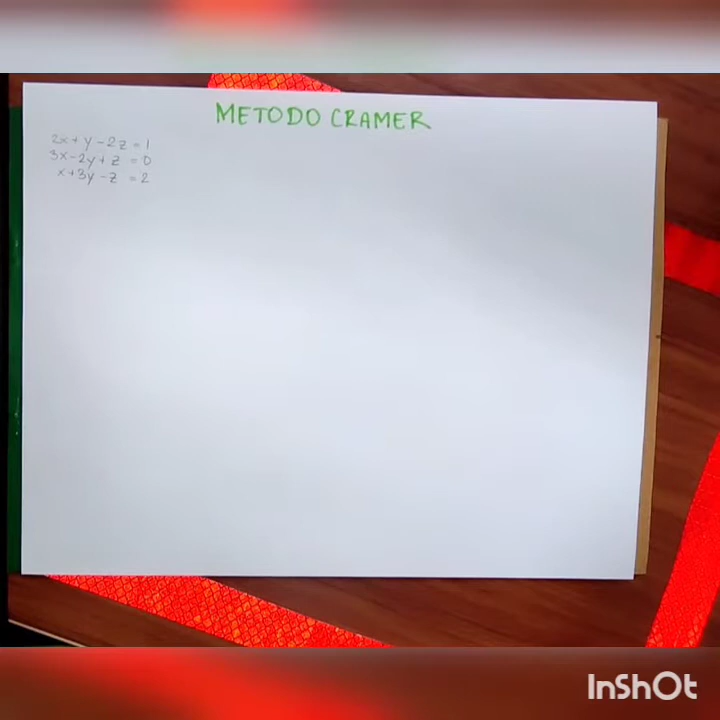 METODO CRAMER
2x+y-2z=1
3x-2y+z=0
x+3y-z=2
InShOt